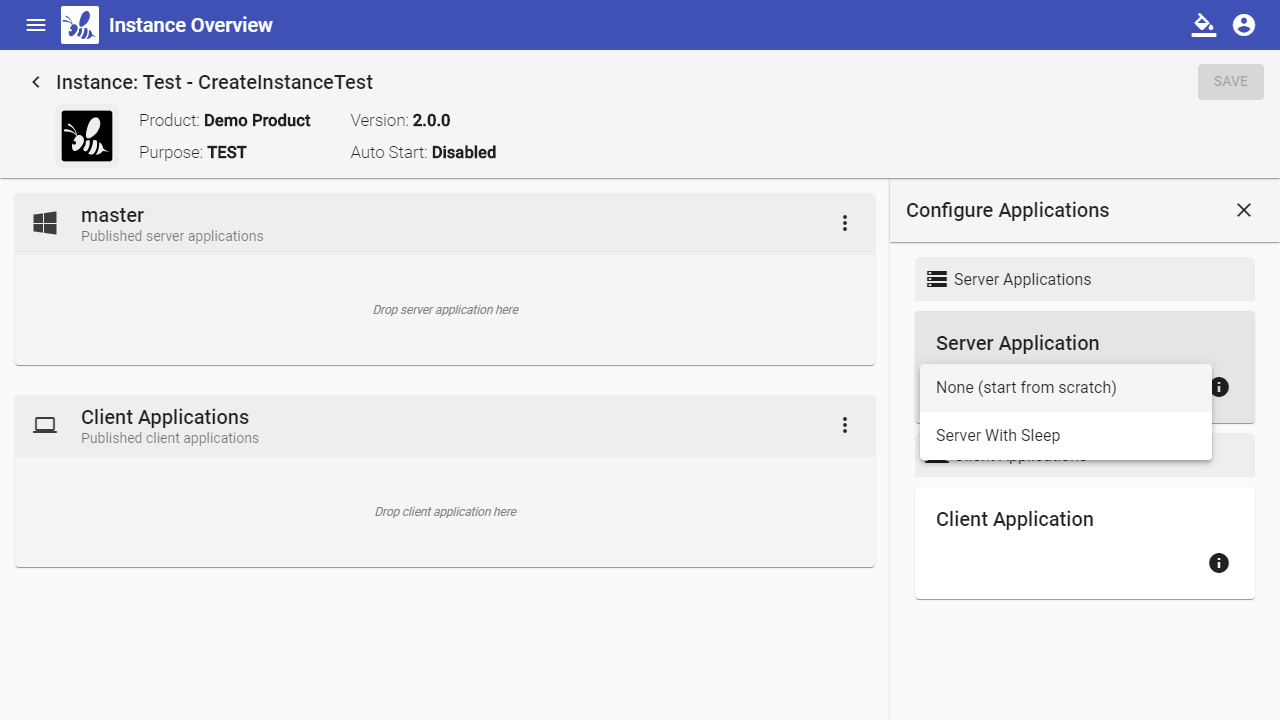 Instance Overview
Instance: Test - CreateInstanceTest
SAVE
Product: Demo Product
Version: 2.0.0
Purpose: TEST
Auto Start: Disabled
master
Published server applications
Drop server application here
Client Applications
Published client applications
Drop client application here
Configure Applications
Server Applications
Server Application
None (start from scratch)
Server With Sleep
Client Applications
Client Application